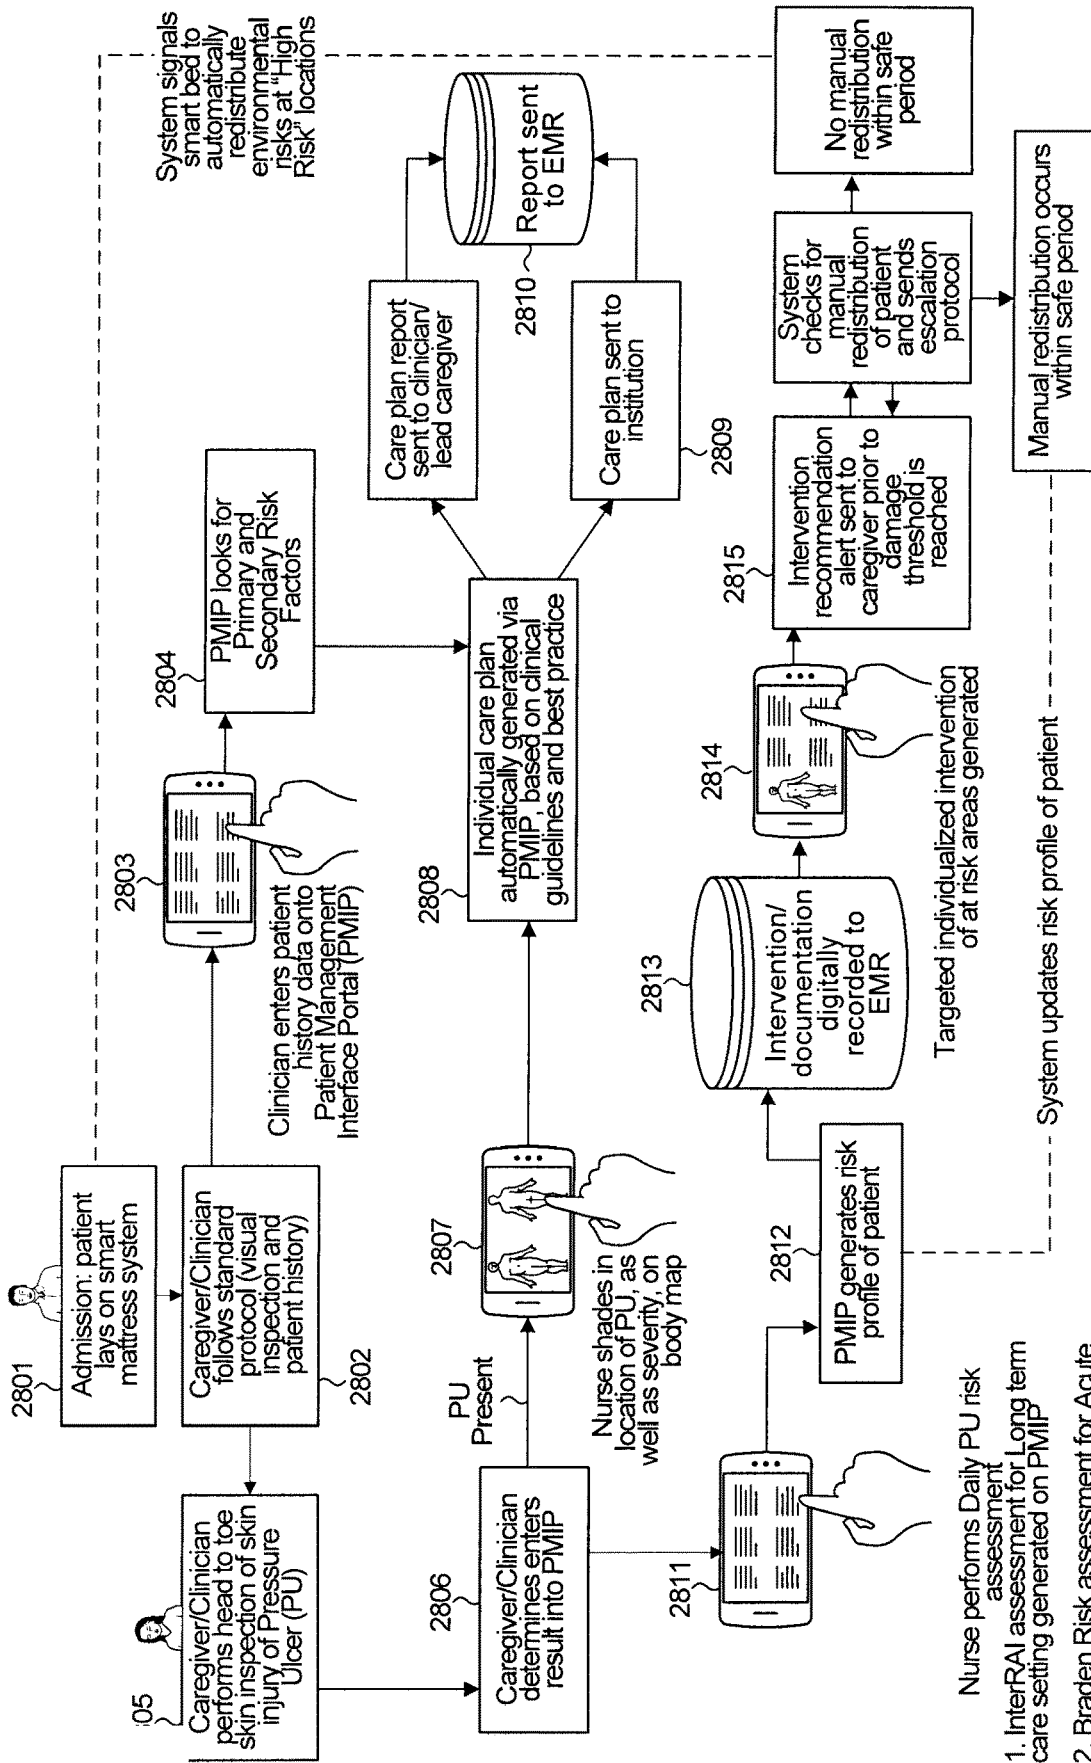 2801
Admission: patient
lays on smart
mattress system
Caregiver/Clinician
follows standard
protocol (visual
inspection and
patient history)
2802
2803
Clinician enters patient
history data onto
Patient Management
Interface Portal (PMIP)
2804
PMIP looks for
Primary and
Secondary Risk
Factors
05
Caregiver/Clinician
performs head to toe
skin inspection of skin
injury of Pressure
Ulcer (PU)
2806
Caregiver/Clinician
determines enters
result into PMIP
PU
Present
2807
Nurse shades in
location of PU, as
well as severity, on
body map
2808
Individual care plan
automatically generated via
PMIP, based on clinical
guidelines and best practice
Care plan report
sent to clinician/
lead caregiver
Care plan sent to
institution
2809
2810
Report sent
to EMR
System signals
smart bed to
automatically
redistribute
environmental
risks at "High
Risk" locations
2811
Nurse performs Daily PU risk
assessment
1. InterRAI assessment for Long term
care setting generated on PMIP
2. Braden Risk assessment for Acute
2812
PMIP generates risk
profile of patient
2813
Intervention/
documentation
digitally
recorded to
EMR
2814
Targeted individualized intervention
of at risk areas generated
2815
Intervention
recommendation
alert sent to
caregiver prior to
damage
threshold is
reached
System
checks for
manual
redistribution
of patient
and sends
escalation
protocol
No manual
redistribution
within safe
period
Manual redistribution occurs
within safe period
System updates risk profile of patient